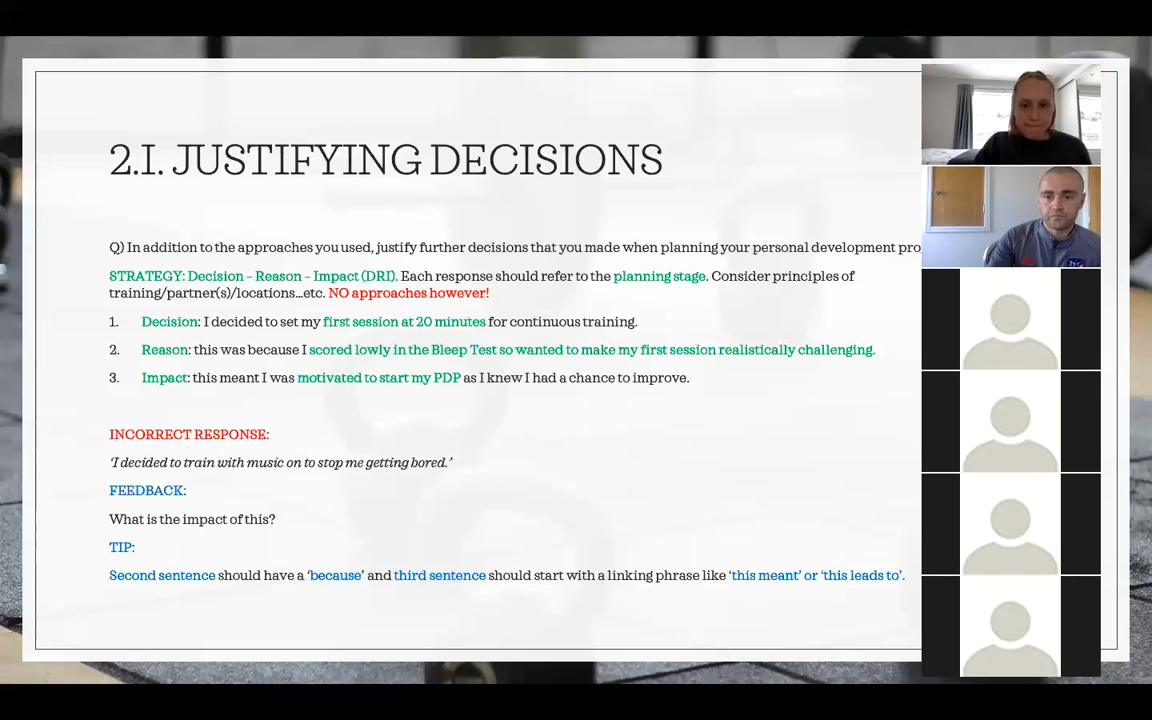 2.I. JUSTIFYING DECISIONS
Q) In addition to the approaches you used, justify further decisions that you made when planning your personal development pro
STRATEGY: Decision – Reason – Impact (DRI). Each response should refer to the planning stage. Consider principles of
training/partner(s)/locations...etc. NO approaches however!
1. Decision: I decided to set my first session at 20 minutes for continuous training.
2. Reason: this was because I scored lowly in the Bleep Test so wanted to make my first session realistically challenging.
3. Impact: this meant I was motivated to start my PDP as I knew I had a chance to improve.
INCORRECT RESPONSE:
‘I decided to train with music on to stop me getting bored.’
FEEDBACK:
What is the impact of this?
TIP:
Second sentence should have a ‘because’ and third sentence should start with a linking phrase like ‘this meant’ or ‘this leads to’.